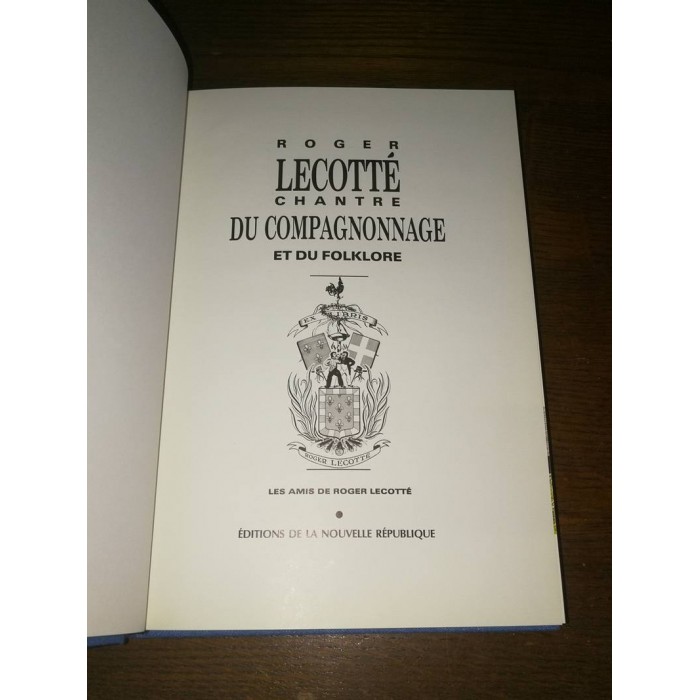 ROGER
LECOTTÉ
CHANTRE
DU COMPAGNONNAGE
ET DU FOLKLORE
EX LIBRIS
ROGER LECOTTÉ
LES AMIS DE ROGER LECOTTÉ
ÉDITIONS DE LA NOUVELLE RÉPUBLIQUE